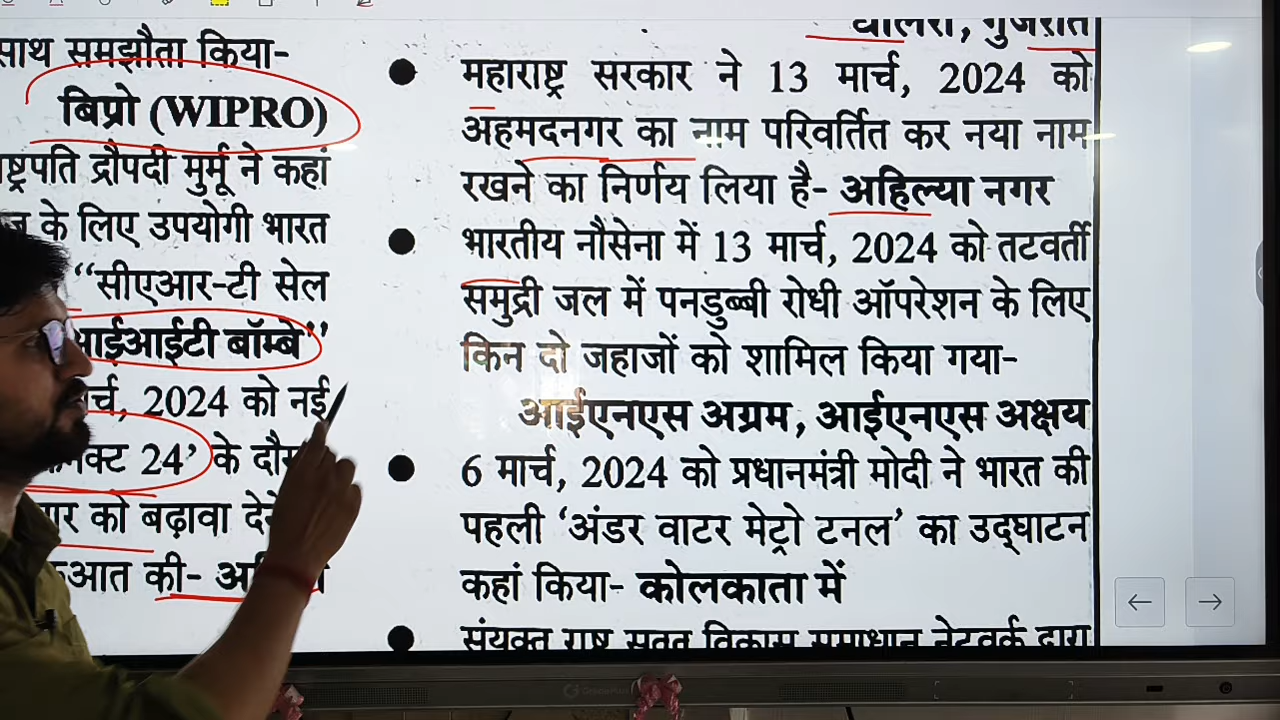 साथ समझौता किया-
बिप्रो (WIPRO)
राष्ट्रपति द्रौपदी मुर्मू ने कहां
के लिए उपयोगी भारत
“सीएआर-टी सेल
आईआईटी बॉम्बे”
मार्च, 2024 को नई
24’ के
को बढ़ावा
की-
धोलेरा, गुजरात
● महाराष्ट्र सरकार ने 13 मार्च, 2024 को
अहमदनगर का नाम परिवर्तित कर नया नाम
रखने का निर्णय लिया है- अहिल्या नगर
● भारतीय नौसेना में 13 मार्च, 2024 को तटवर्ती
समुद्री जल में पनडुब्बी रोधी ऑपरेशन के लिए
किन दो जहाजों को शामिल किया गया-
आईएनएस अग्रम, आईएनएस अक्षय
● 6 मार्च, 2024 को प्रधानमंत्री मोदी ने भारत की
पहली ‘अंडर वाटर मेट्रो टनल’ का उद्घाटन
कहां किया- कोलकाता में
● संयुक्त राष्ट्र सतत विकास समाधान नेटवर्क द्वारा